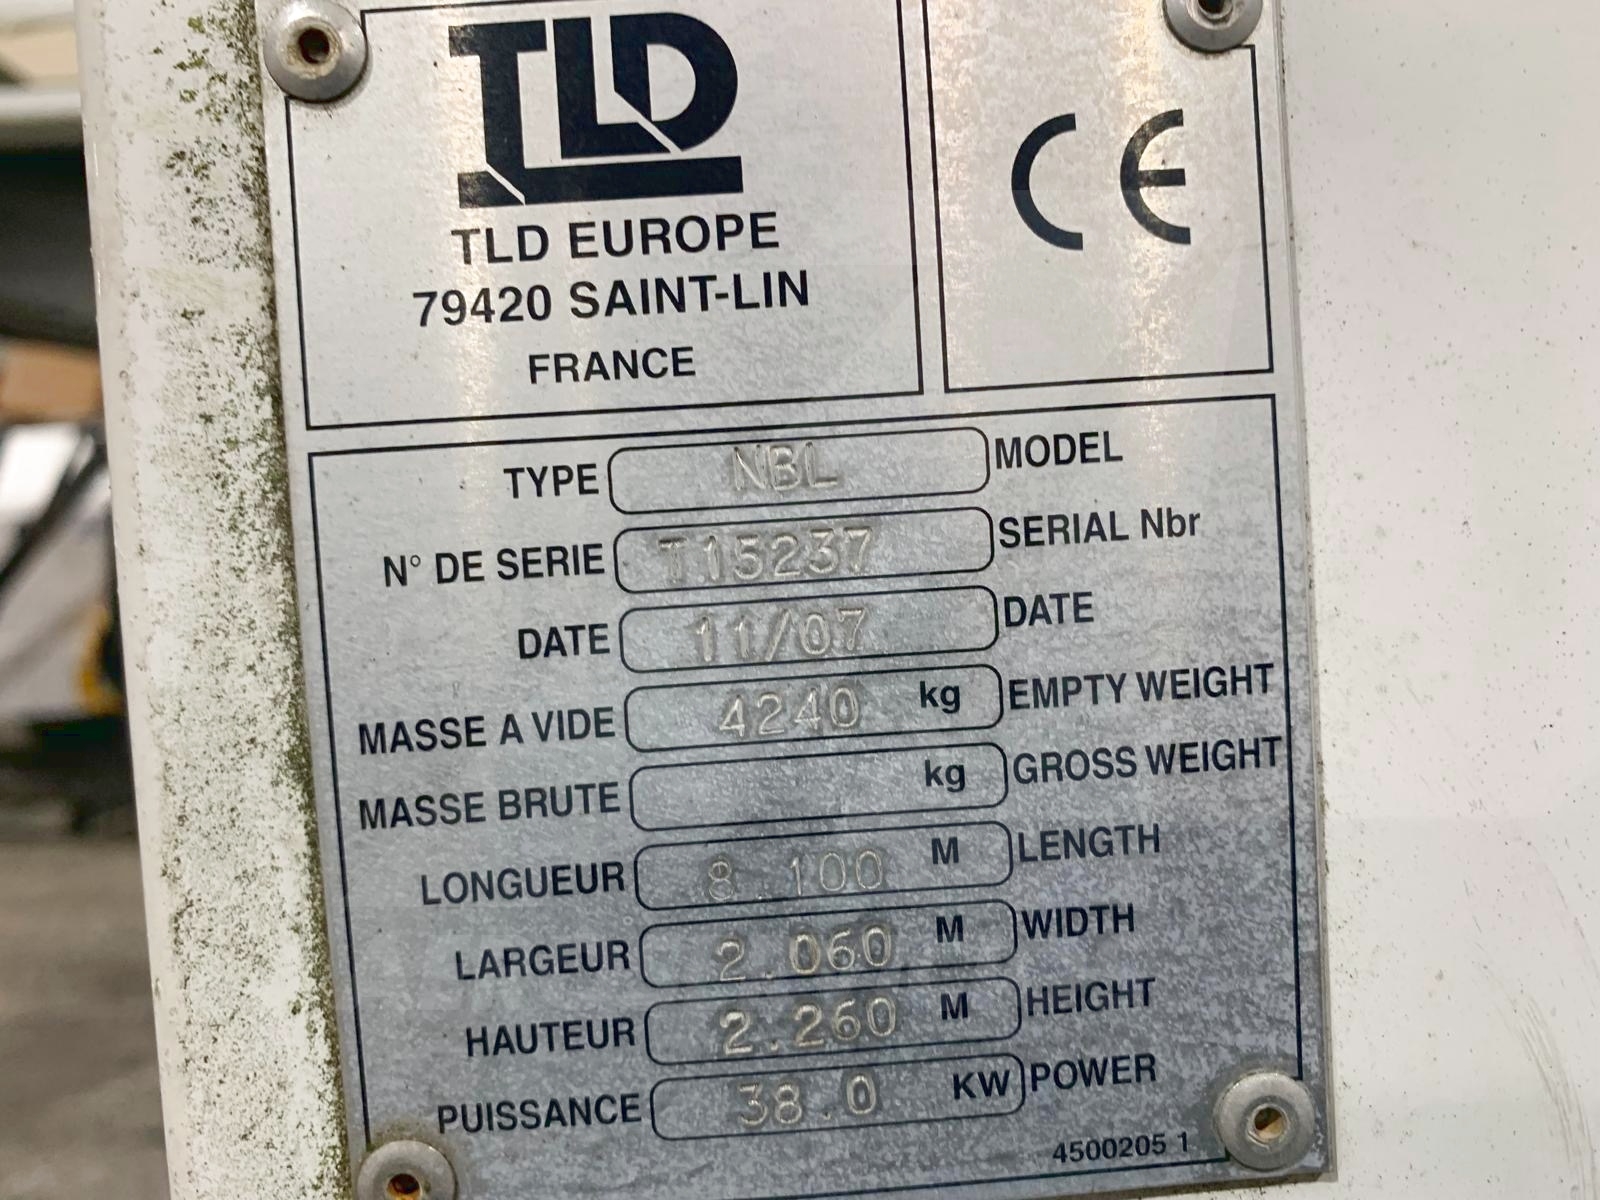 TLD
TLD EUROPE
79420 SAINT-LIN
FRANCE
CE
TYPE NBL MODEL
N° DE SERIE T15237 SERIAL Nbr
DATE 11/07 DATE
MASSE A VIDE 4240 kg EMPTY WEIGHT
MASSE BRUTE kg GROSS WEIGHT
LONGUEUR 8.100 M LENGTH
LARGEUR 2.060 M WIDTH
HAUTEUR 2.260 M HEIGHT
PUISSANCE 38.0 KW POWER
4500205 1